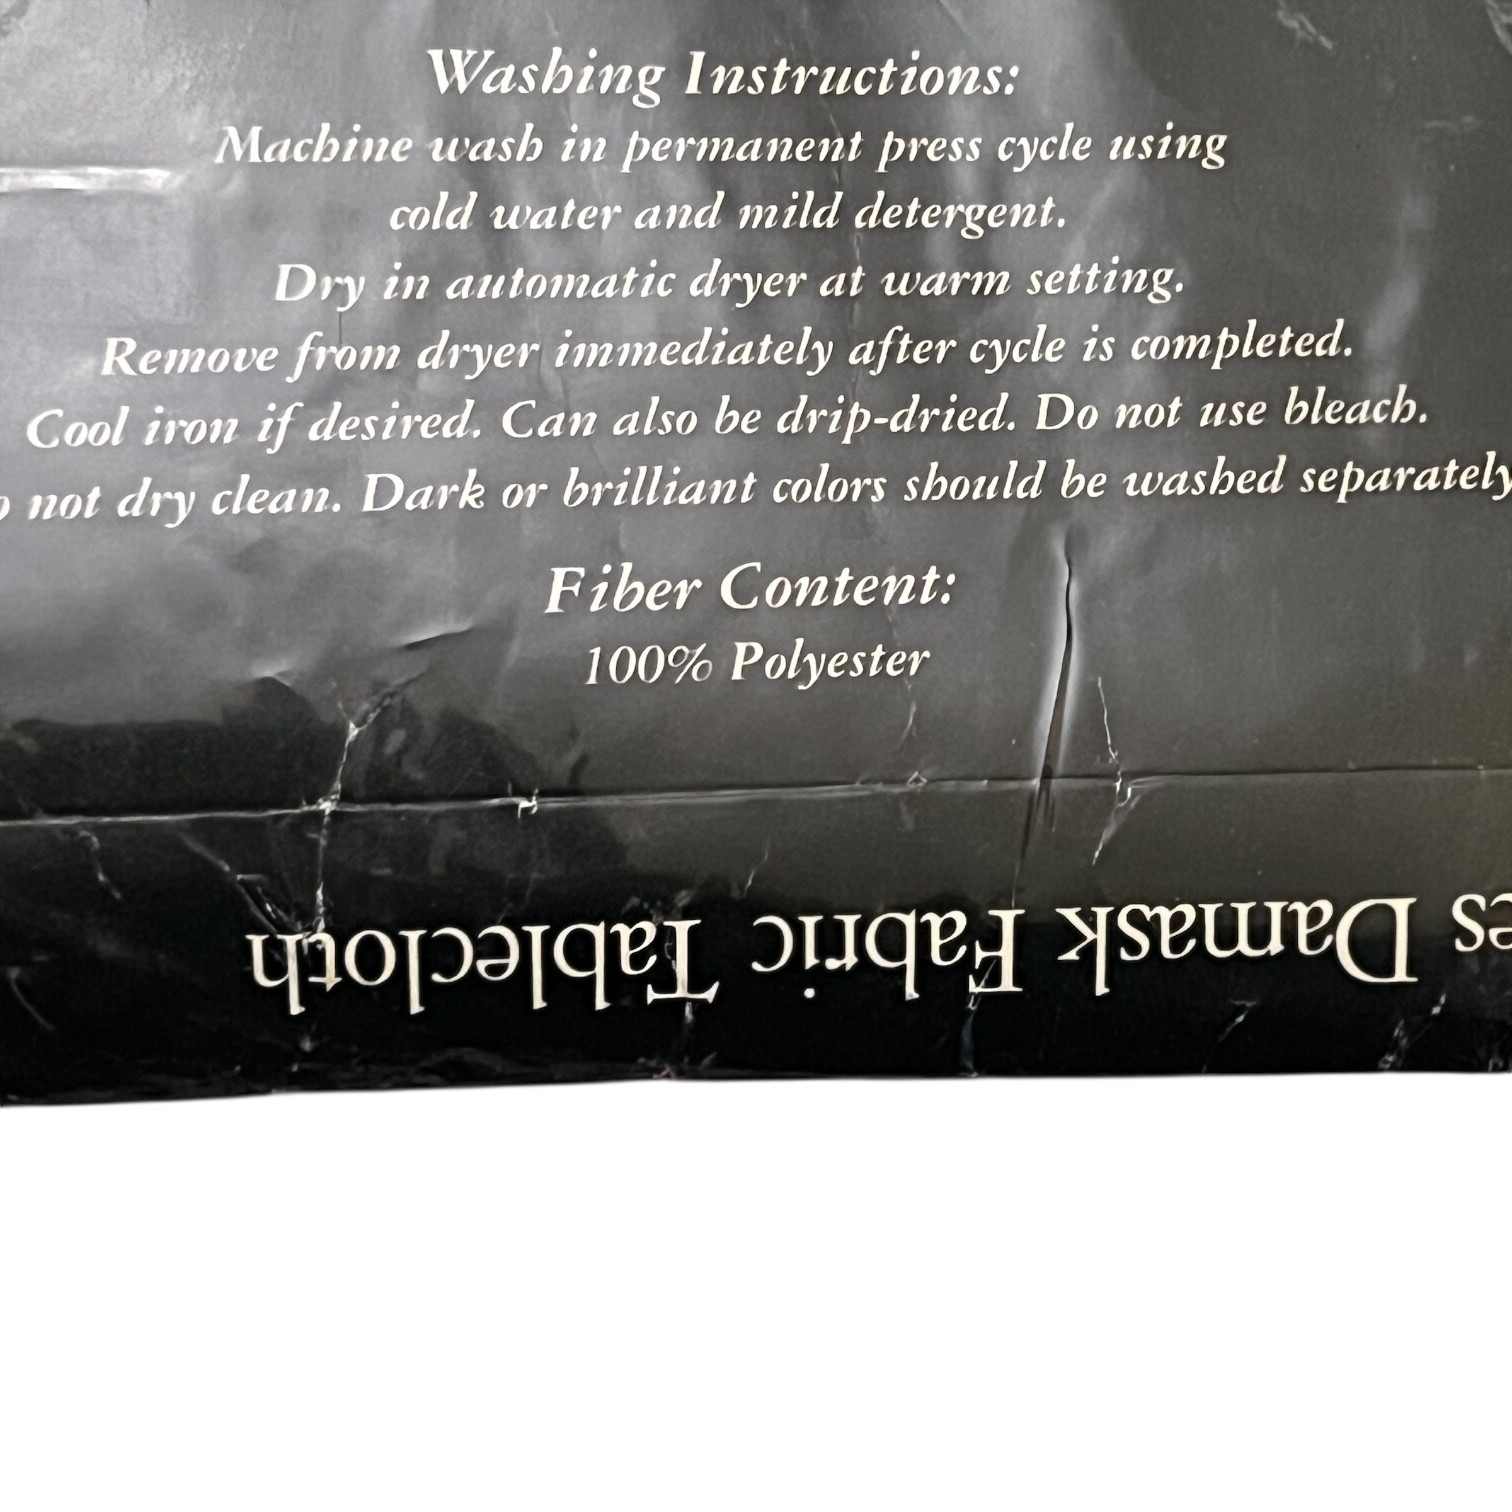 Washing Instructions:
Machine wash in permanent press cycle using
cold water and mild detergent.
Dry in automatic dryer at warm setting.
Remove from dryer immediately after cycle is completed.
Cool iron if desired. Can also be drip-dried. Do not use bleach.
not dry clean. Dark or brilliant colors should be washed separately
Fiber Content:
100% Polyester
Damask Fabric Tablecloth